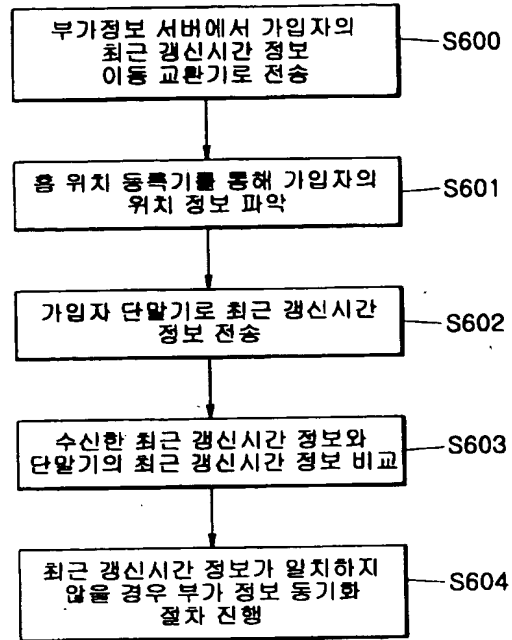 부가정보 서버에서 가입자의
최근 갱신시간 정보
이동 교환기로 전송
S600
홈 위치 등록기를 통해 가입자의
위치 정보 파악
S601
가입자 단말기로 최근 갱신시간
정보 전송
S602
수신한 최근 갱신시간 정보와
단말기의 최근 갱신시간 정보 비교
S603
최근 갱신시간 정보가 일치하지
않을 경우 부가 정보 동기화
절차 진행
S604